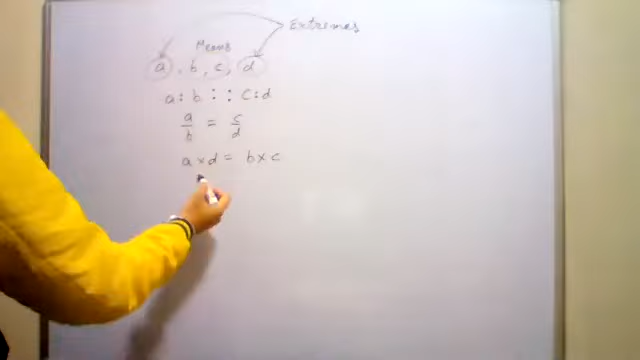 Extremes
Means
a, b, c, d
a : b : : c : d
a/b = c/d
a × d = b × c